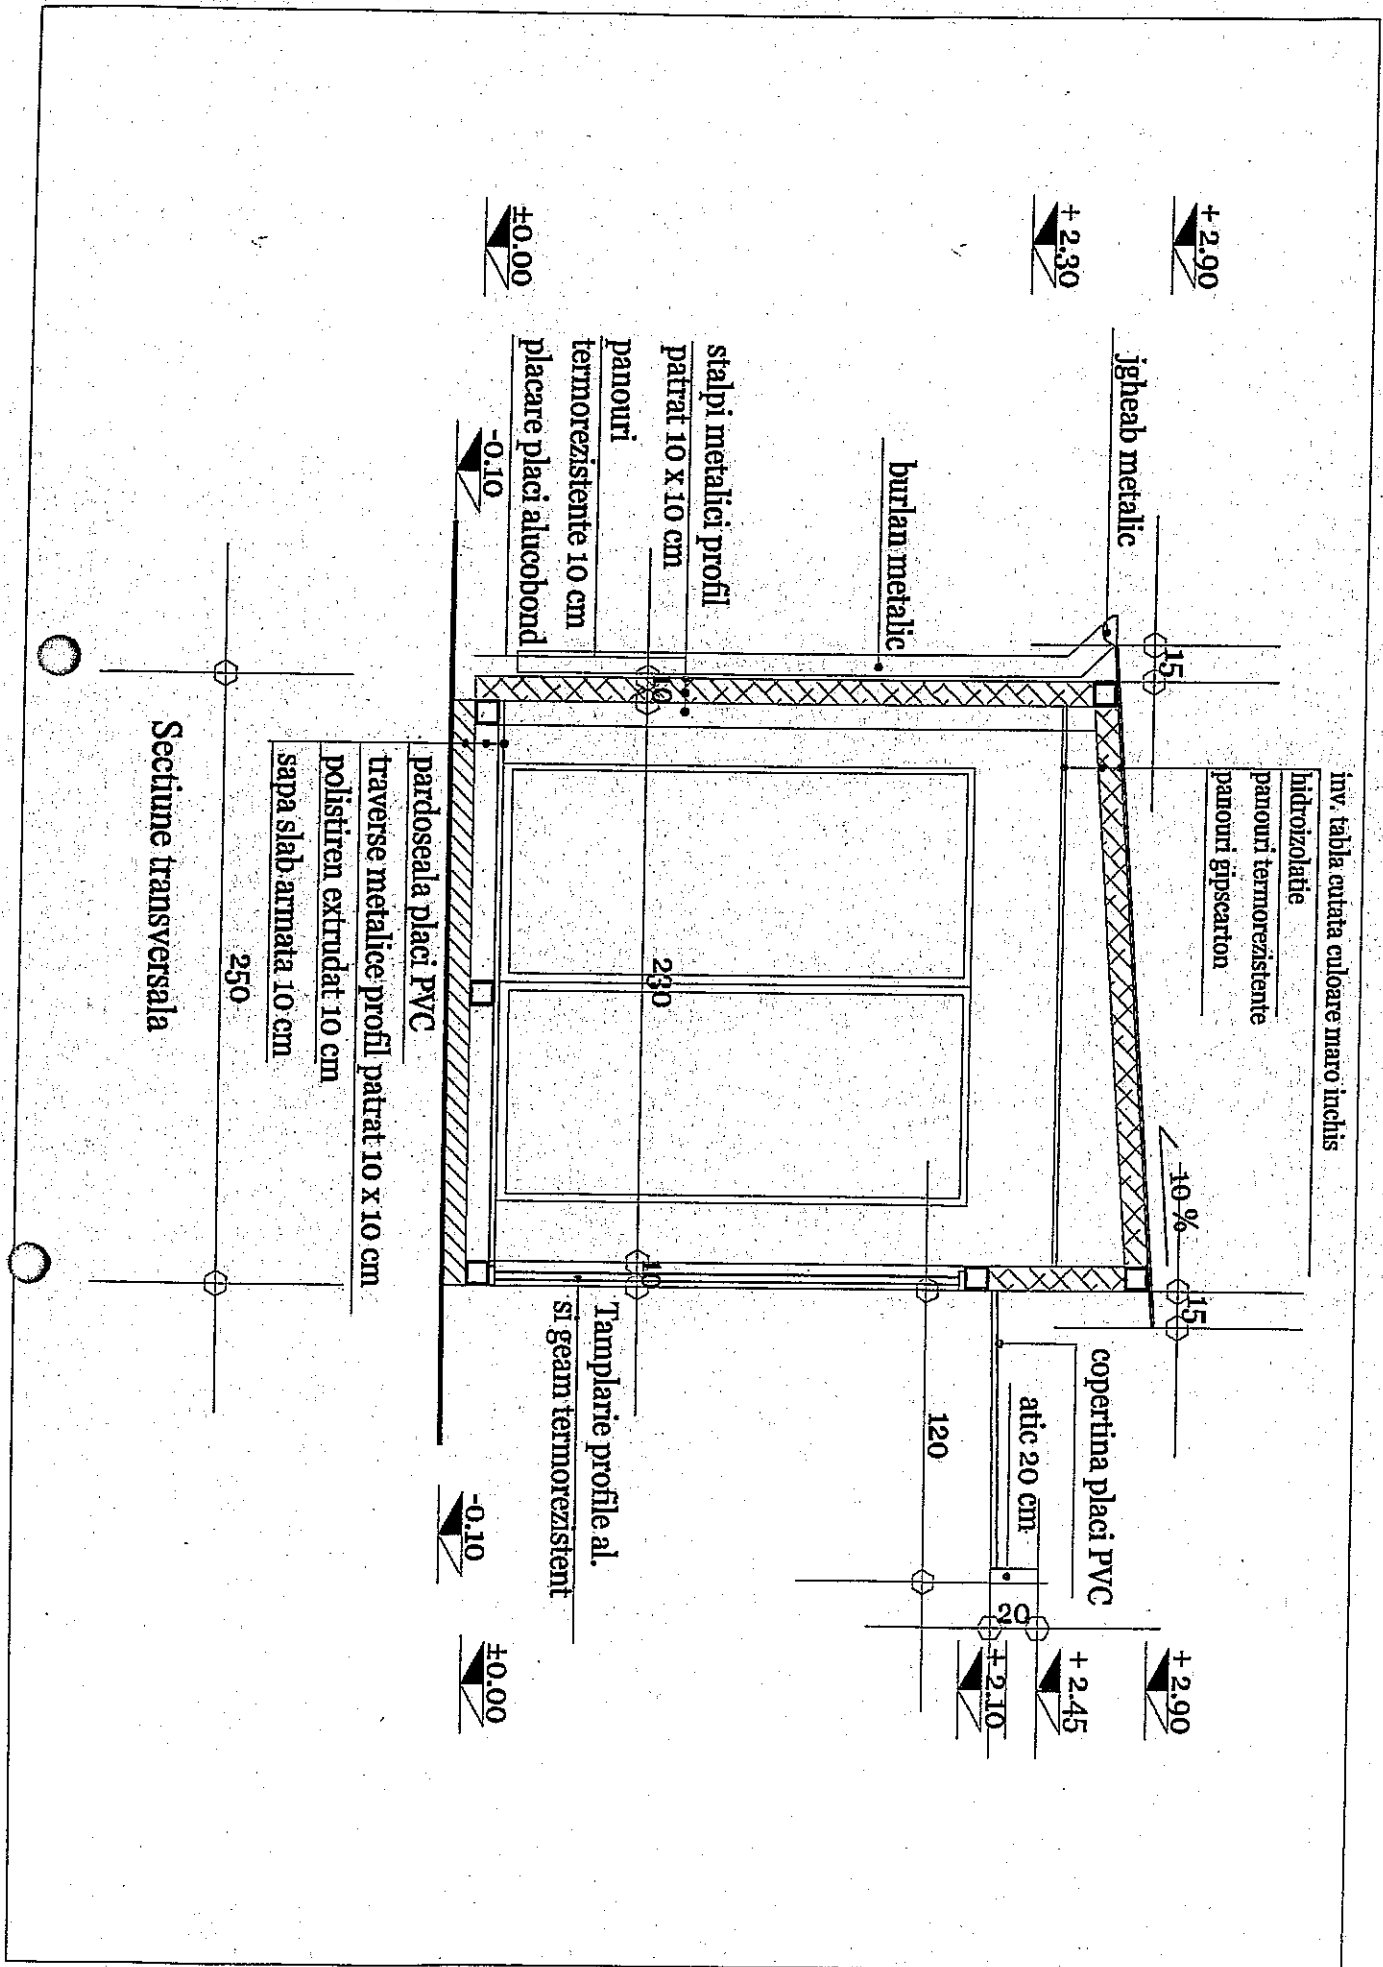 inv. tabla cutata culoare maro inchis
hidroizolatie
panouri termorezistente
panouri gipscarton
+ 2.90
+ 2.30
±0.00
-0.10
jgheab metalic
burlan metalic
stalpi metalici profil
patrat 10 x 10 cm
panouri
termorezistente 10 cm
placare placi alucobond
15
10 %
15
10
230
10
120
copertina placi PVC
atic 20 cm
20
+ 2.90
+ 2.45
+ 2.10
±0.00
-0.10
Tamplarie profile al.
si geam termorezistent
pardoseala placi PVC
traverse metalice profil patrat 10 x 10 cm
polistiren extrudat 10 cm
sapa slab armata 10 cm
250
Sectiune transversala